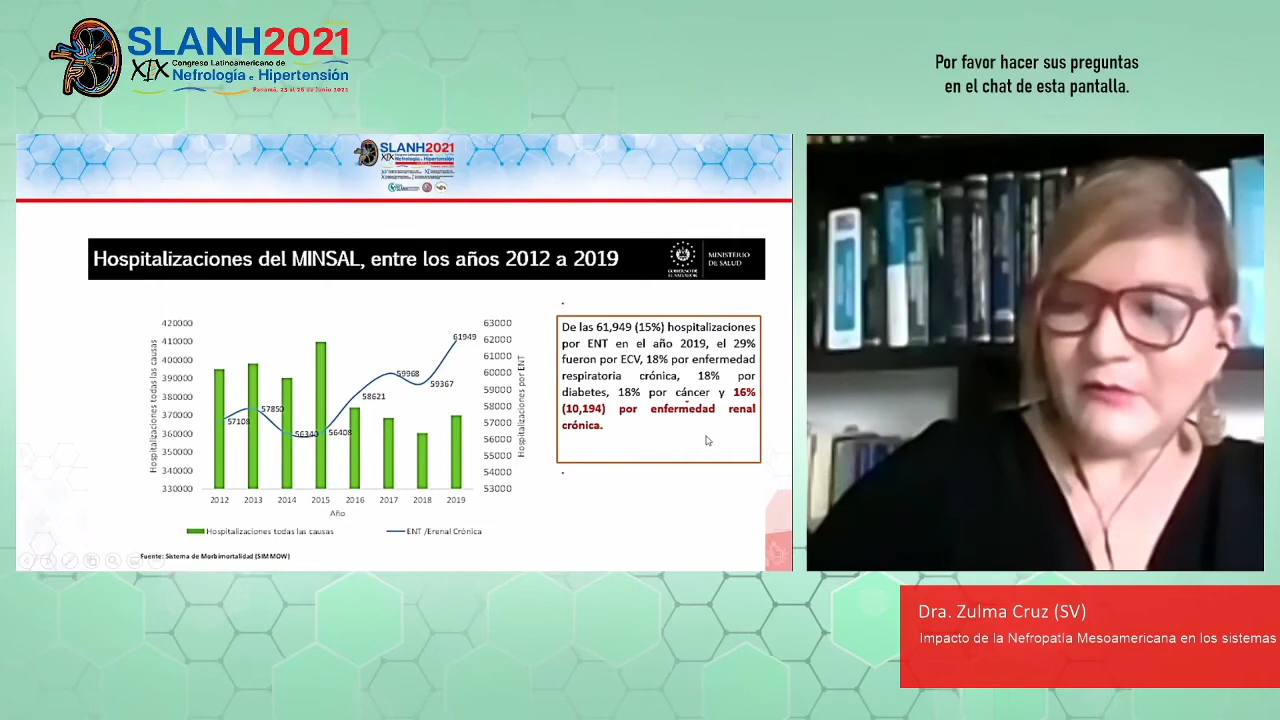 SLANH2021
XIX Congreso Latinoamericano de
Nefrología e Hipertensión
Panamá, 23 al 26 de Junio 2021
Por favor hacer sus preguntas
en el chat de esta pantalla.
SLANH2021
Hospitalizaciones del MINSAL, entre los años 2012 a 2019
MINISTERIO
DE SALUD
GOBIERNO DE
EL SALVADOR
Hospitalizaciones todas las causas
420000
410000
400000
390000
380000
370000
360000
350000
340000
330000
57108
57850
56340
56408
58621
59968
59367
61949
63000
62000
61000
60000
59000
58000
57000
56000
55000
54000
53000
Hospitalizaciones por ENT
2012 2013 2014 2015 2016 2017 2018 2019
Año
Hospitalizaciones todas las causas
ENT /Erenal Crónica
Fuente: Sistema de Morbimortalidad (SIMMOW)
De las 61,949 (15%) hospitalizaciones
por ENT en el año 2019, el 29%
fueron por ECV, 18% por enfermedad
respiratoria crónica, 18% por
diabetes, 18% por cáncer y 16%
(10,194) por enfermedad renal
crónica.
Dra. Zulma Cruz (SV)
Impacto de la Nefropatía Mesoamericana en los sistemas